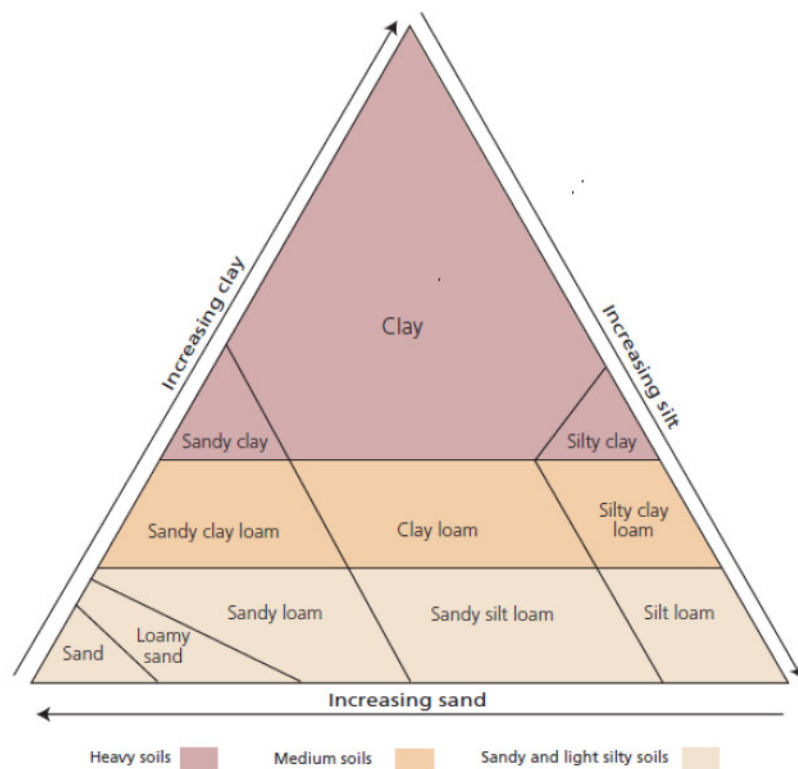 Increasing clay
Increasing silt
Clay
Sandy clay
Silty clay
Sandy clay loam
Clay loam
Silty clay
loam
Sandy loam
Sandy silt loam
Silt loam
Loamy
sand
Sand
Increasing sand
Heavy soils
Medium soils
Sandy and light silty soils